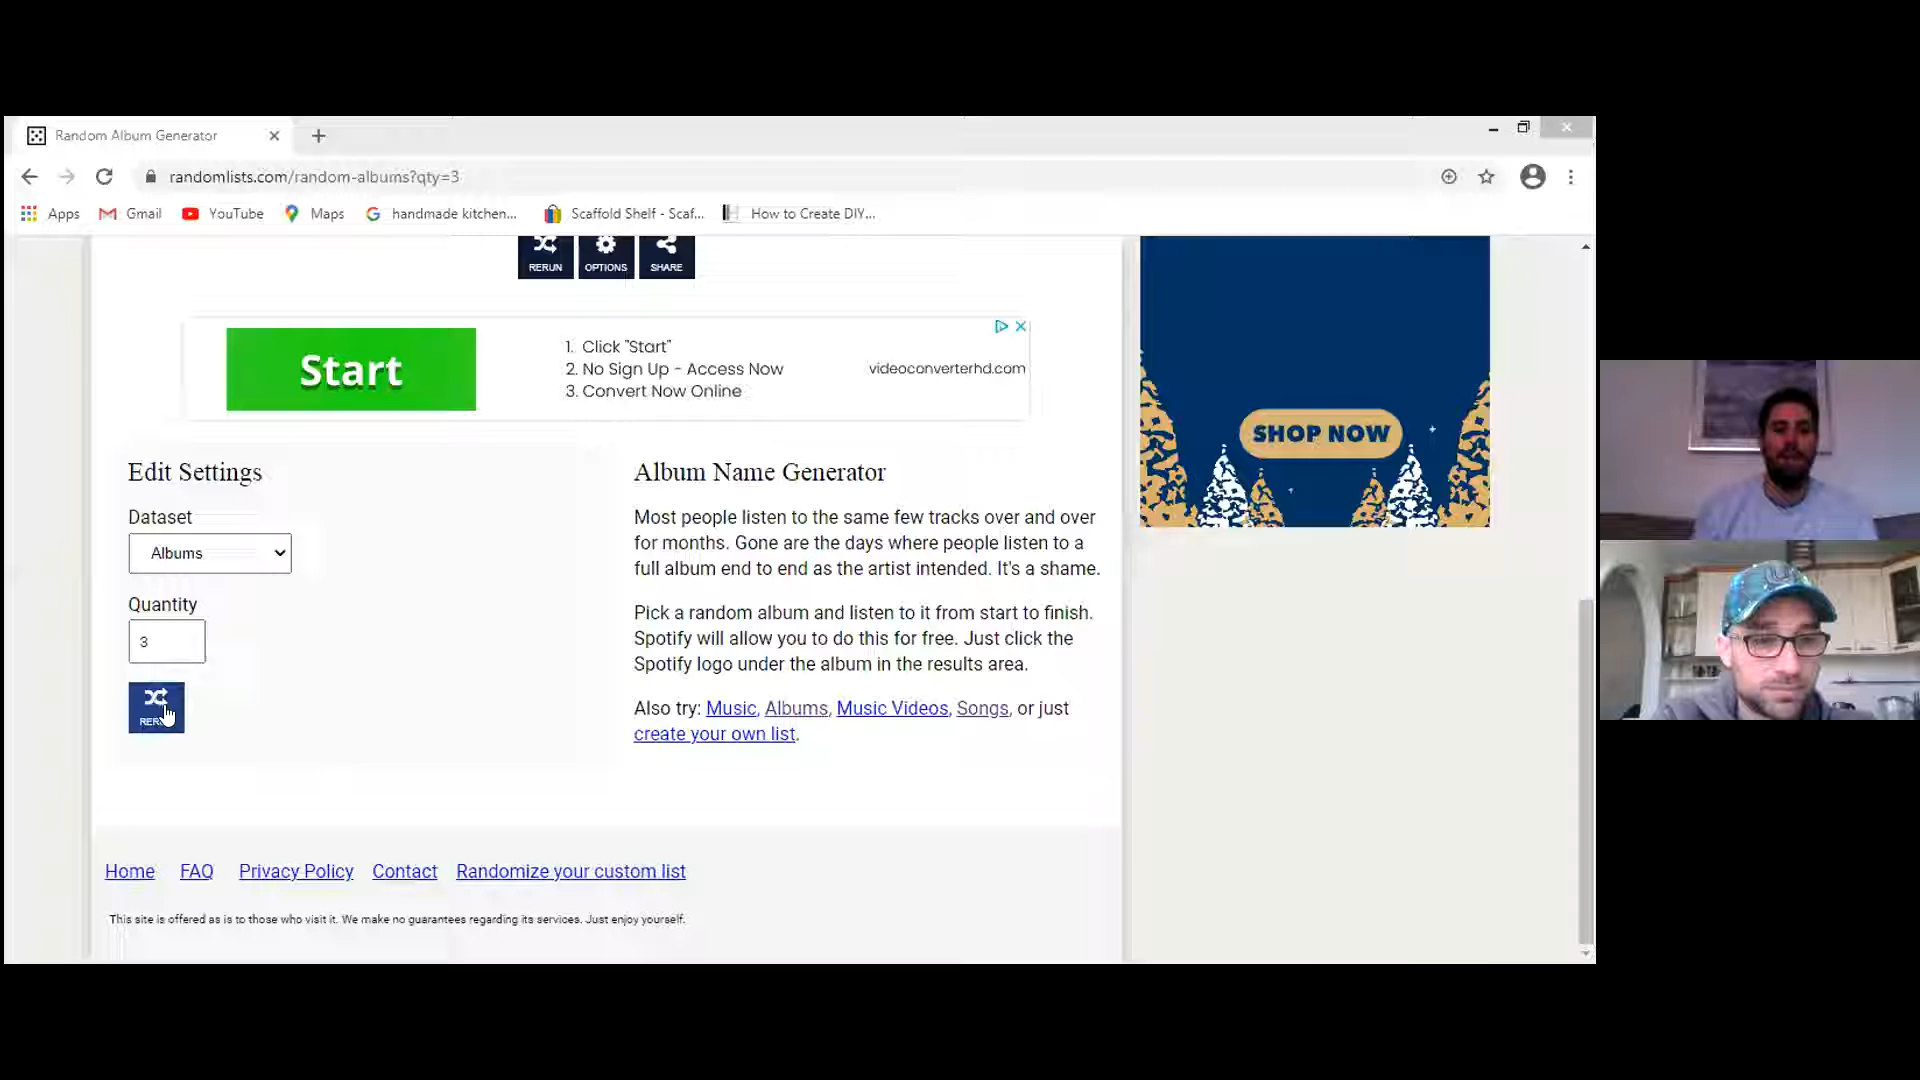 Random Album Generator
randomlists.com/random-albums?qty=3
Apps
Gmail
YouTube
Maps
handmade kitchen...
Scaffold Shelf - Scaf...
How to Create DIY...
RERUN
OPTIONS
SHARE
Start
1. Click "Start"
2. No Sign Up - Access Now
3. Convert Now Online
videoconverterhd.com
SHOP NOW
Edit Settings
Dataset
Albums
Quantity
3
Album Name Generator
Most people listen to the same few tracks over and over
for months. Gone are the days where people listen to a
full album end to end as the artist intended. It's a shame.
Pick a random album and listen to it from start to finish.
Spotify will allow you to do this for free. Just click the
Spotify logo under the album in the results area.
Also try: Music, Albums, Music Videos, Songs, or just
create your own list.
Home
FAQ
Privacy Policy
Contact
Randomize your custom list
This site is offered as is to those who visit it. We make no guarantees regarding its services. Just enjoy yourself.